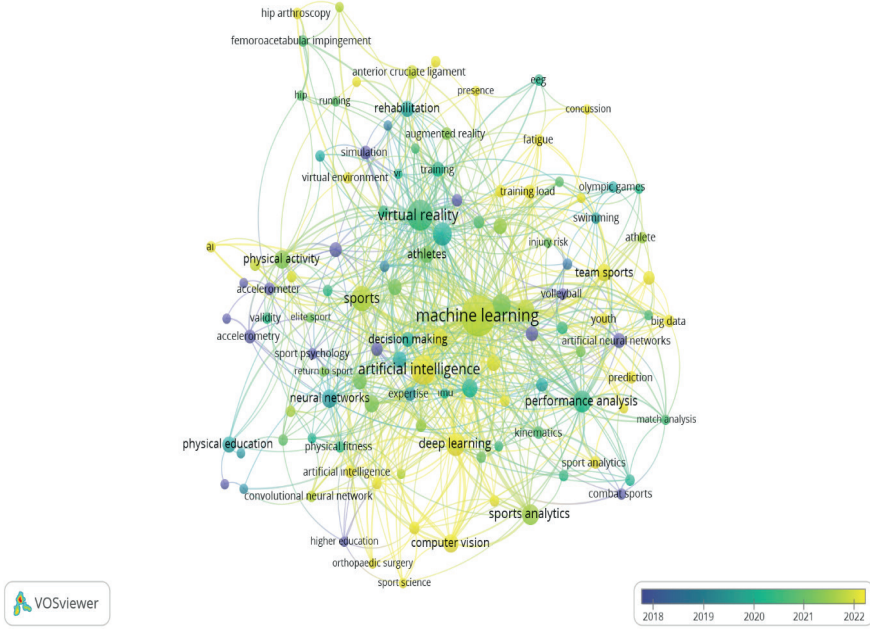 hip arthroscopy
femoroacetabular impingement
anterior cruciate ligament
eeg
presence
hip
running
rehabilitation
concussion
augmented reality
fatigue
simulation
vr
training
virtual environment
training load
olympic games
virtual reality
swimming
ai
physical activity
athletes
injury risk
athlete
team sports
accelerometer
sports
volleyball
validity
elite sport
machine learning
youth
big data
accelerometry
decision making
artificial neural networks
sport psychology
return to sport
artificial intelligence
prediction
neural networks
expertise
imu
performance analysis
match analysis
physical education
physical fitness
deep learning
kinematics
artificial intelligence
sport analytics
convolutional neural network
combat sports
sports analytics
higher education
computer vision
orthopaedic surgery
sport science
VOSviewer
2018 2019 2020 2021 2022